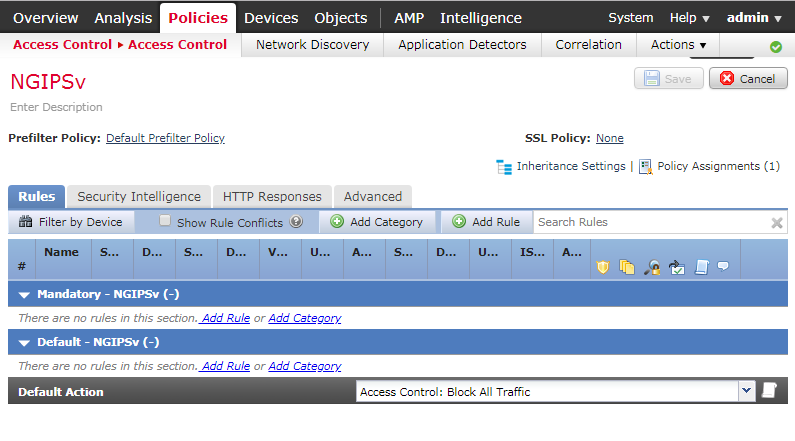 Overview Analysis Policies Devices Objects AMP Intelligence System Help admin
Access Control Access Control Network Discovery Application Detectors Correlation Actions
NGIPSv Save Cancel
Enter Description
Prefilter Policy: Default Prefilter Policy SSL Policy: None
Inheritance Settings | Policy Assignments (1)
Rules Security Intelligence HTTP Responses Advanced
Filter by Device Show Rule Conflicts ? Add Category Add Rule Search Rules
# Name S... D... S... D... V... U... A... S... D... U... IS... A...
Mandatory - NGIPSv (-)
There are no rules in this section. Add Rule or Add Category
Default - NGIPSv (-)
There are no rules in this section. Add Rule or Add Category
Default Action Access Control: Block All Traffic